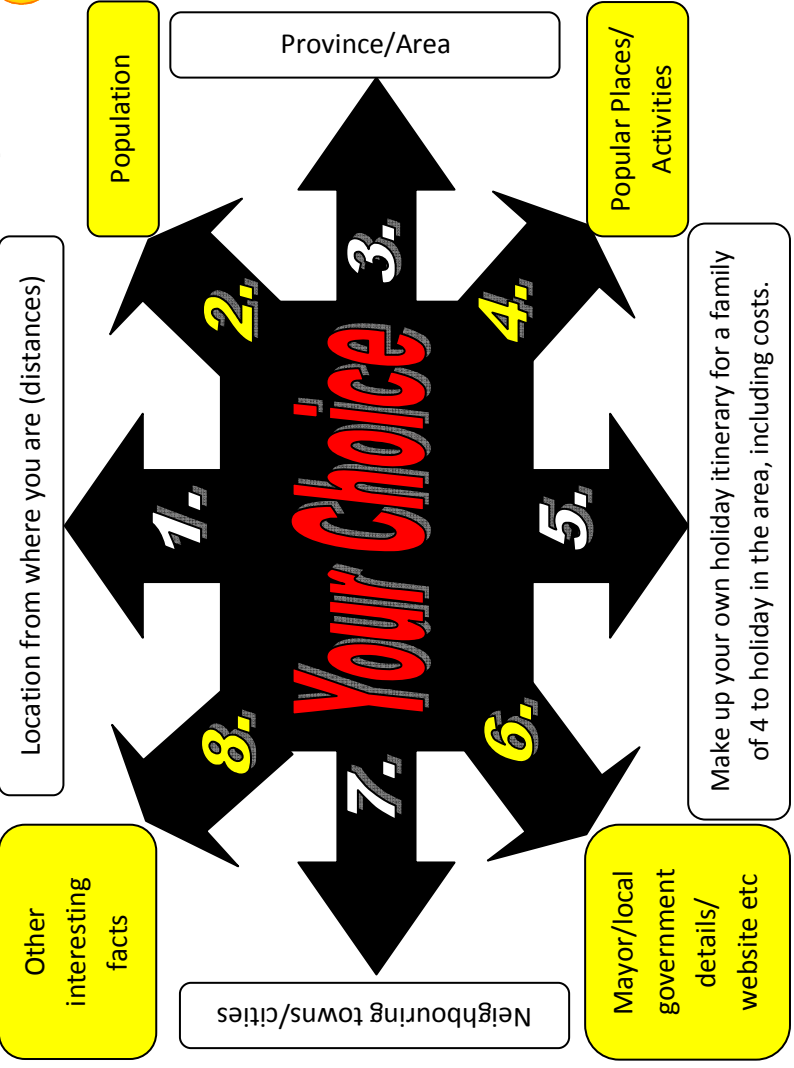 Your Choice
1.
Location from where you are (distances)
2.
Population
3.
Province/Area
4.
Popular Places/
Activities
5.
Make up your own holiday itinerary for a family
of 4 to holiday in the area, including costs.
6.
Mayor/local
government
details/
website etc
7.
Neighbouring towns/cities
8.
Other
interesting
facts